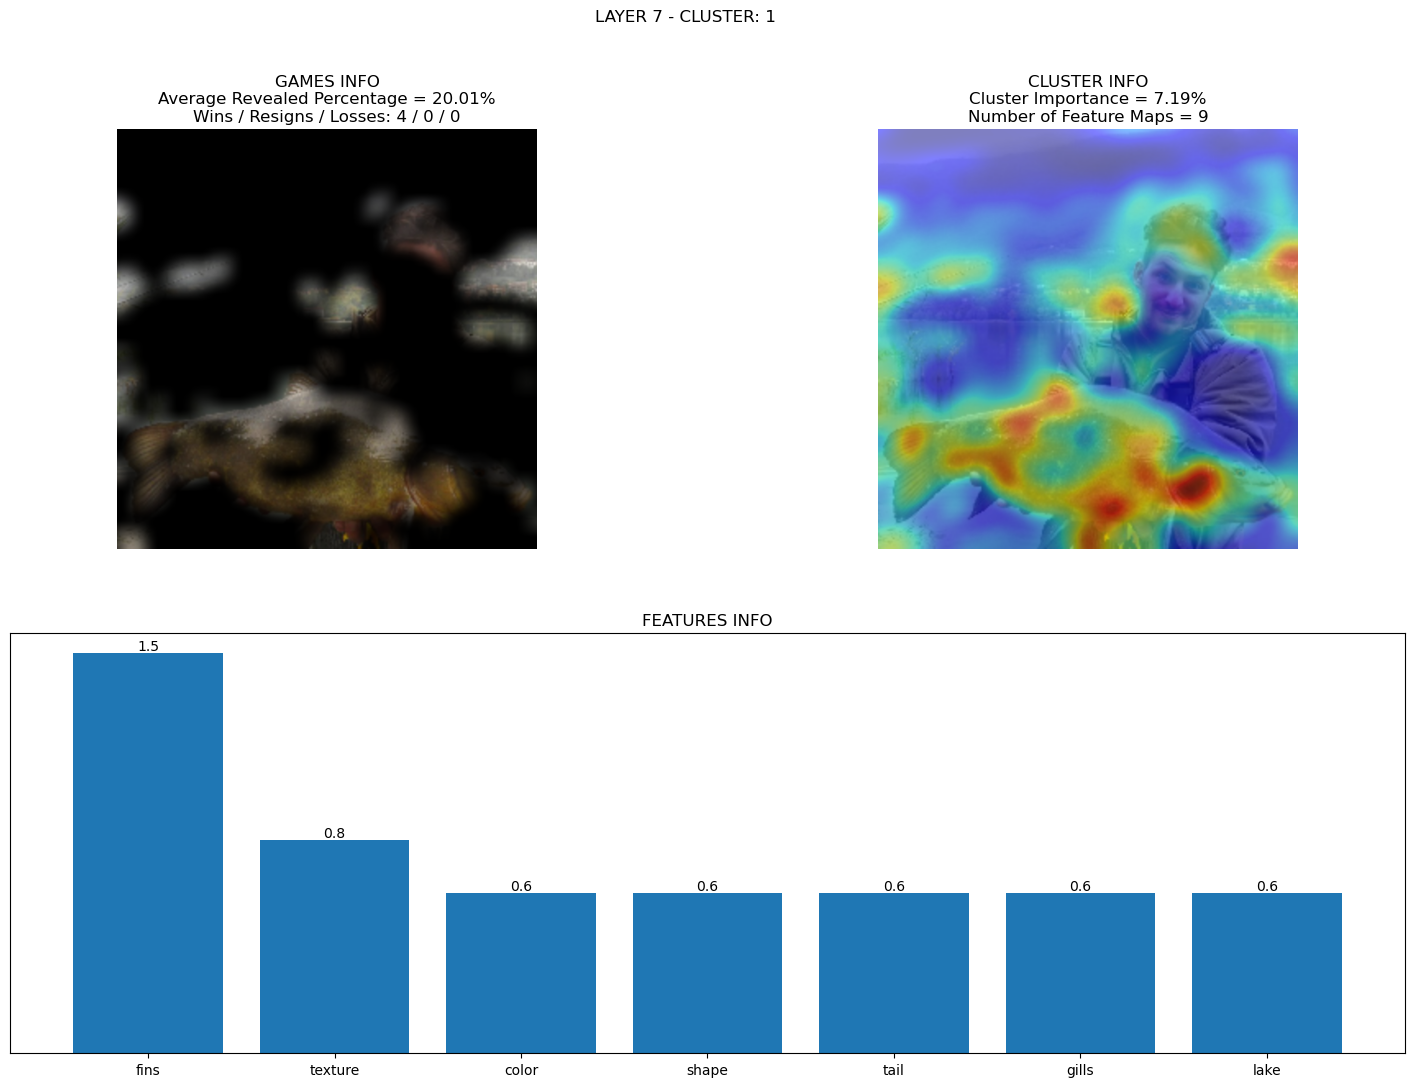 LAYER 7 - CLUSTER: 1
GAMES INFO
Average Revealed Percentage = 20.01%
Wins / Resigns / Losses: 4 / 0 / 0
CLUSTER INFO
Cluster Importance = 7.19%
Number of Feature Maps = 9
FEATURES INFO
1.5
0.8
0.6
0.6
0.6
0.6
0.6
fins texture color shape tail gills lake